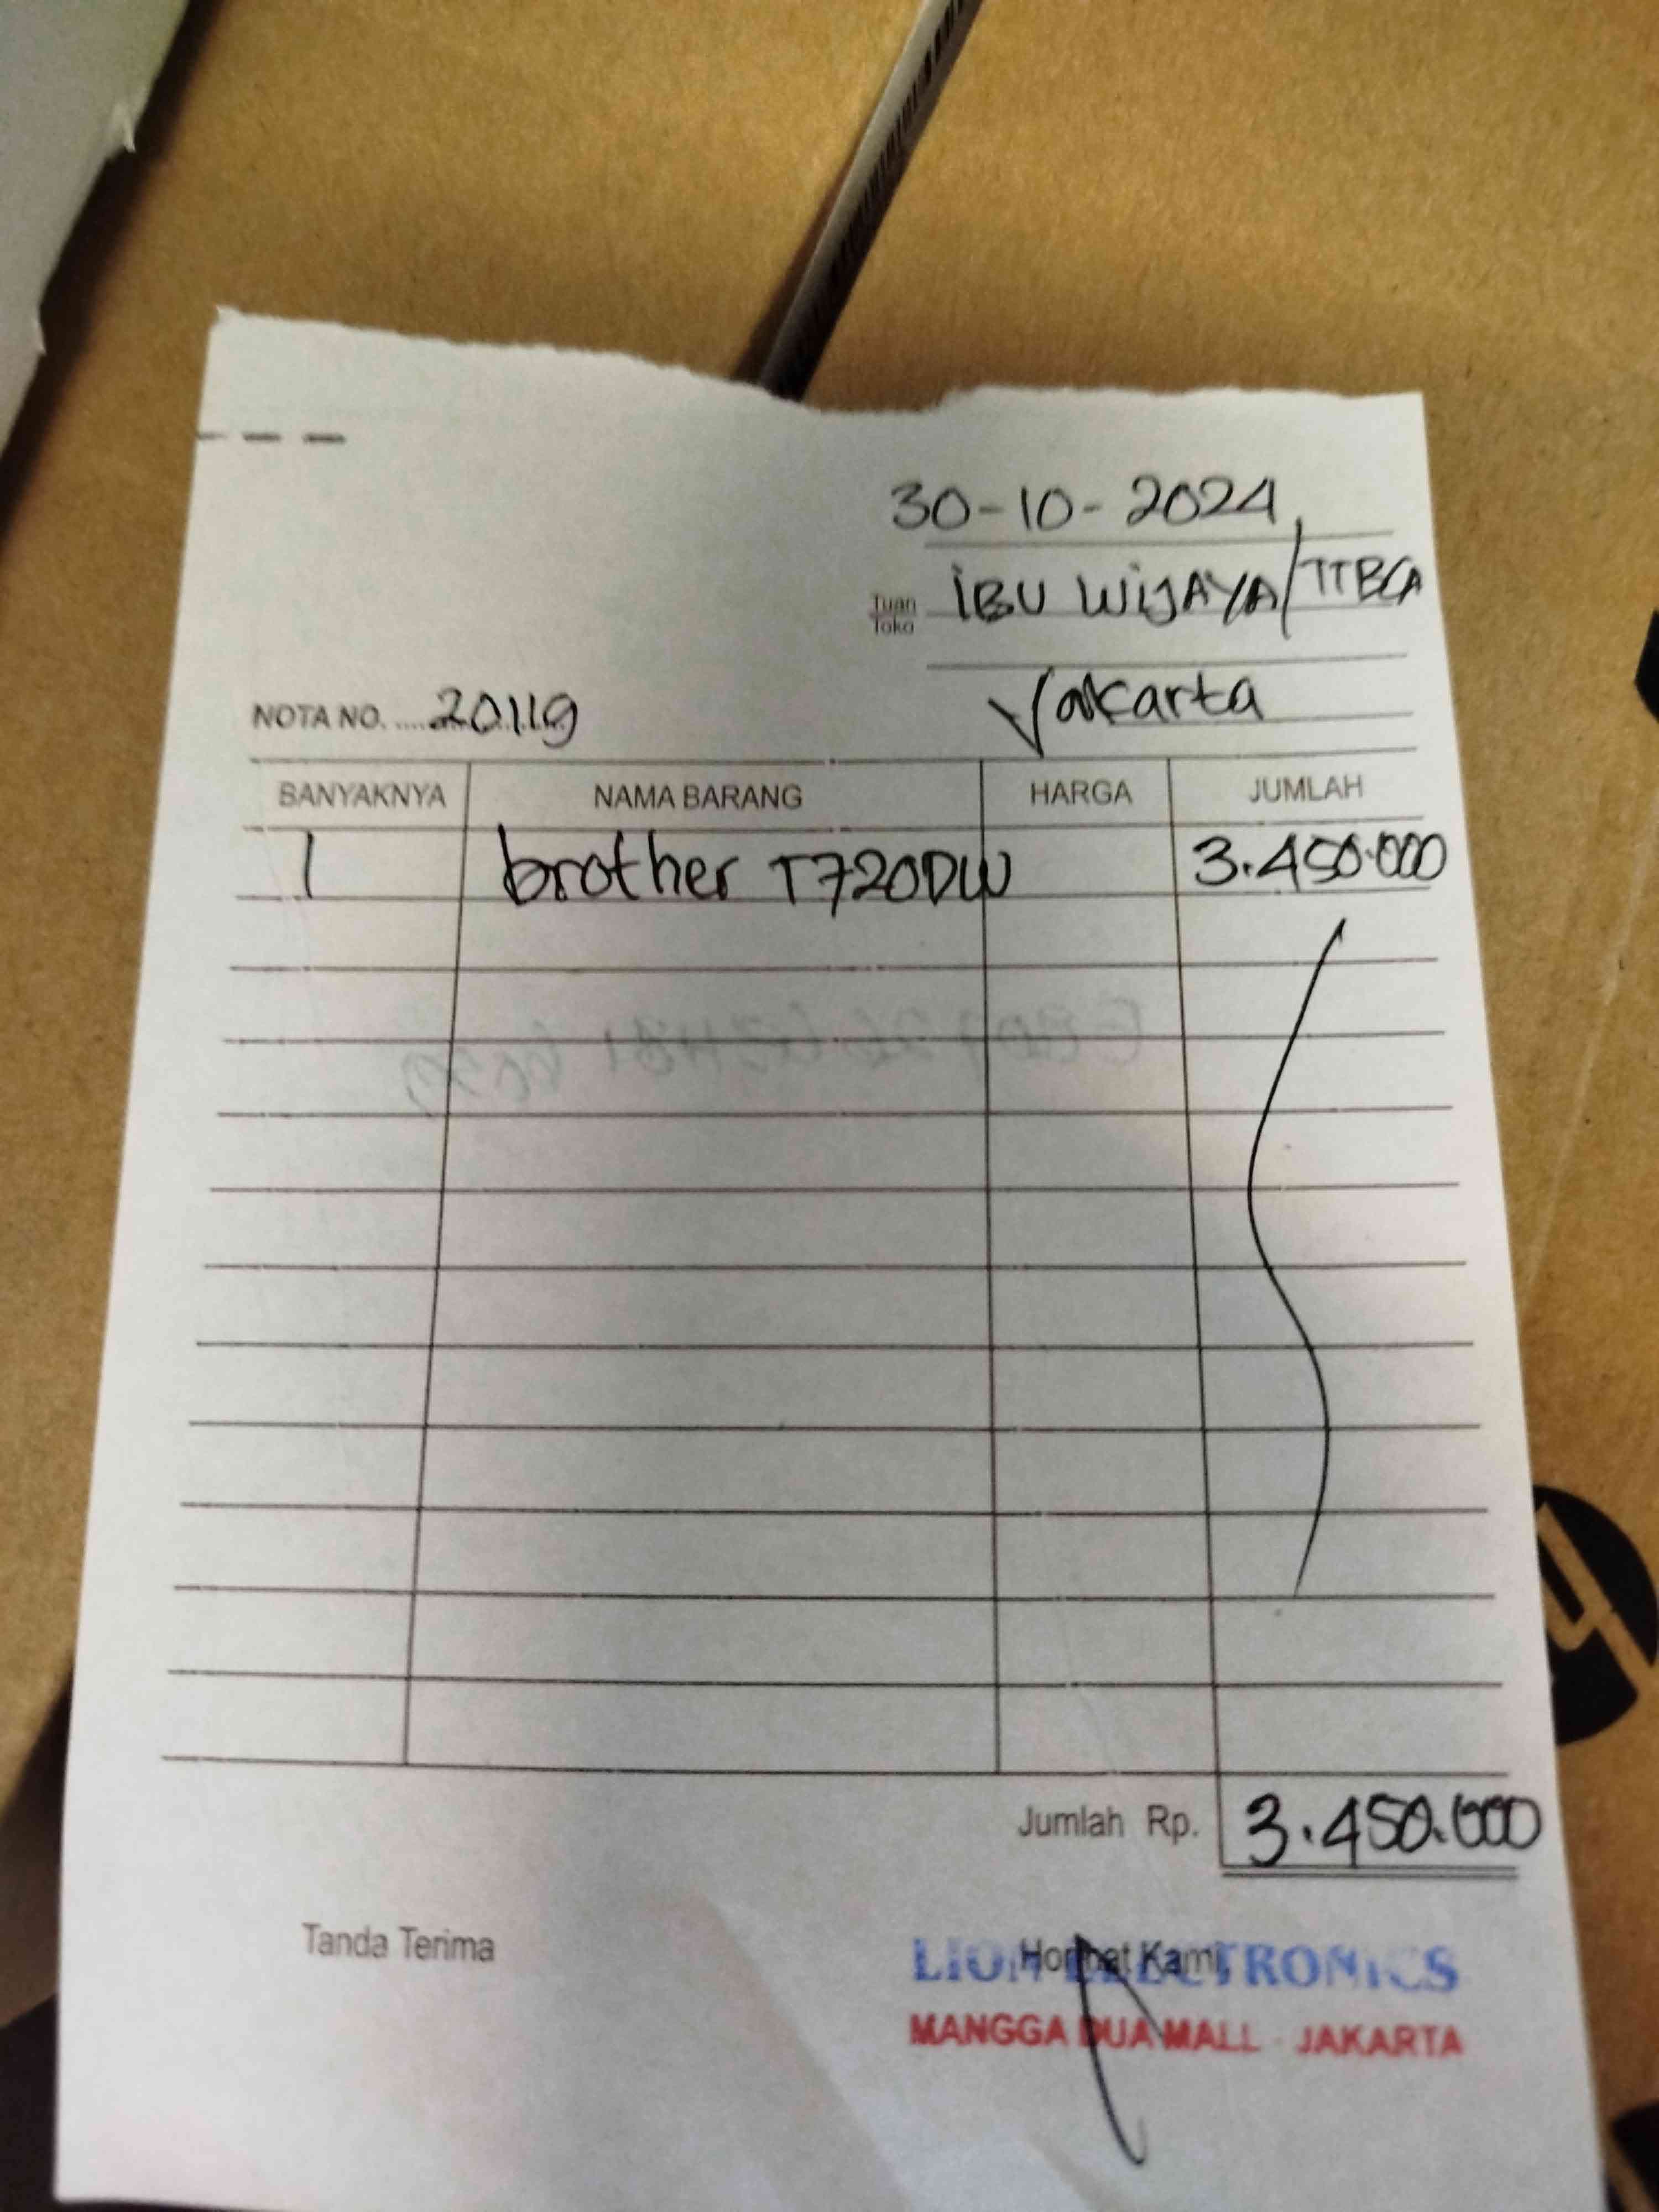 30-10-2024
Tuan
Toko
IBU WIJAYA/TTBCA
Jakarta
NOTA NO. 20119
BANYAKNYA NAMA BARANG HARGA JUMLAH
1 brother T720DW 3.450.000
Jumlah Rp. 3.450.000
Tanda Terima
Hormat Kami,
LION ELECTRONICS
MANGGA DUA MALL - JAKARTA